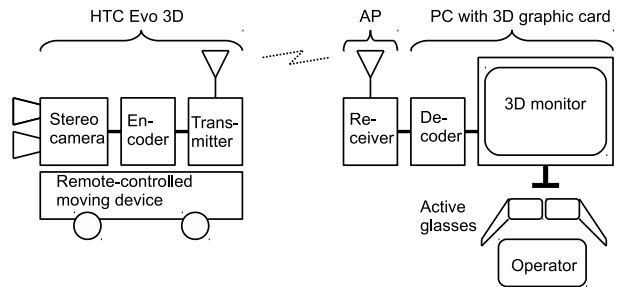 HTC Evo 3D
AP
PC with 3D graphic card
Stereo
camera
En-
coder
Trans-
mitter
Re-
ceiver
De-
coder
3D monitor
Remote-controlled
moving device
Active
glasses
Operator